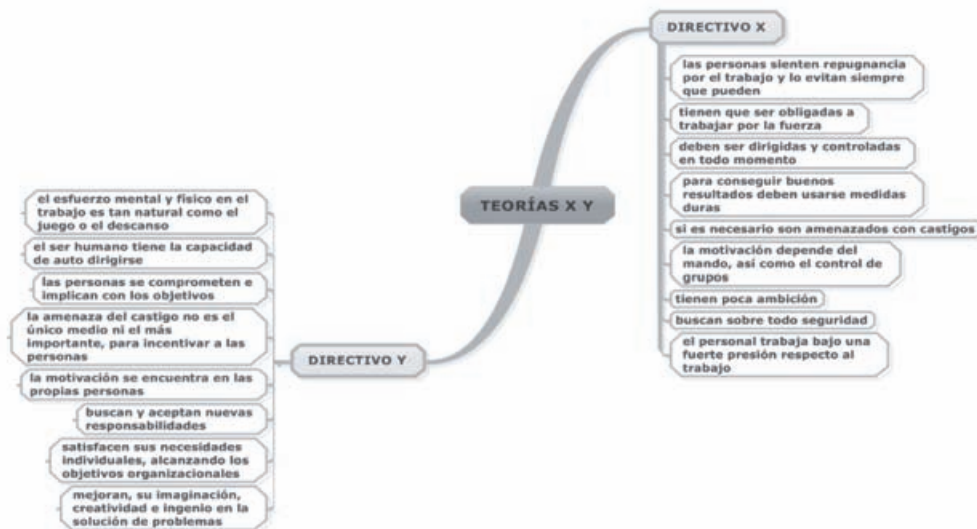 TEORÍAS X Y
DIRECTIVO X
las personas sienten repugnancia
por el trabajo y lo evitan siempre
que pueden
tienen que ser obligadas a
trabajar por la fuerza
deben ser dirigidas y controladas
en todo momento
para conseguir buenos
resultados deben usarse medidas
duras
si es necesario son amenazados con castigos
la motivación depende del
mando, así como el control de
grupos
tienen poca ambición
buscan sobre todo seguridad
el personal trabaja bajo una
fuerte presión respecto al
trabajo
DIRECTIVO Y
el esfuerzo mental y físico en el
trabajo es tan natural como el
juego o el descanso
el ser humano tiene la capacidad
de auto dirigirse
las personas se comprometen e
implican con los objetivos
la amenaza del castigo no es el
único medio ni el más
importante, para incentivar a las
personas
la motivación se encuentra en las
propias personas
buscan y aceptan nuevas
responsabilidades
satisfacen sus necesidades
individuales, alcanzando los
objetivos organizacionales
mejoran, su imaginación,
creatividad e ingenio en la
solución de problemas